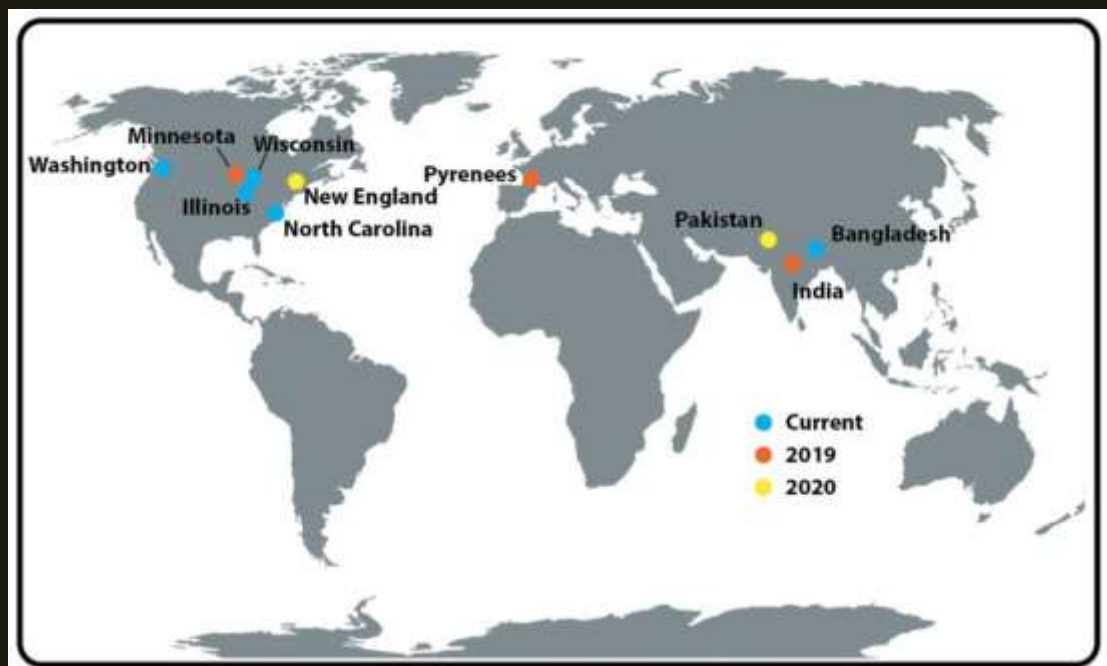 Minnesota
Wisconsin
Washington
Pyrenees
Illinois
New England
North Carolina
Pakistan
Bangladesh
India
Current
2019
2020